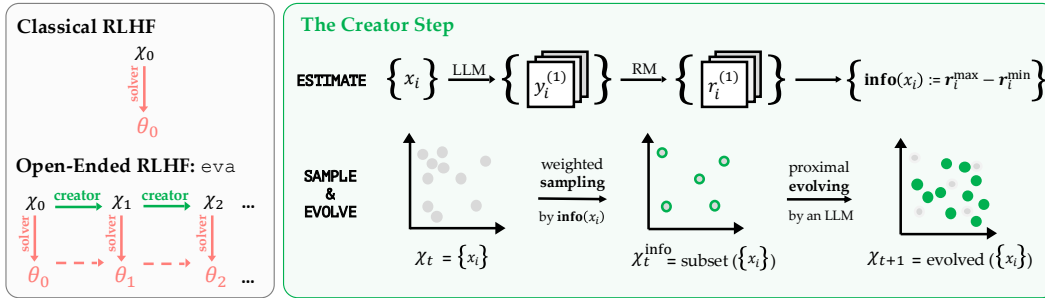 Classical RLHF
χ₀
solver
θ₀
Open-Ended RLHF: eva
χ₀ creator χ₁ creator χ₂ ...
solver solver solver
θ₀ θ₁ θ₂ ...
The Creator Step
ESTIMATE {xᵢ} LLM {yᵢ⁽¹⁾} RM {rᵢ⁽¹⁾} {info(xᵢ) := rᵢᵐᵃˣ − rᵢᵐⁱⁿ}
SAMPLE
&
EVOLVE
weighted
sampling
by info(xᵢ)
proximal
evolving
by an LLM
χₜ = {xᵢ}
χₜⁱⁿᶠᵒ = subset ({xᵢ})
χₜ₊₁ = evolved ({xᵢ})